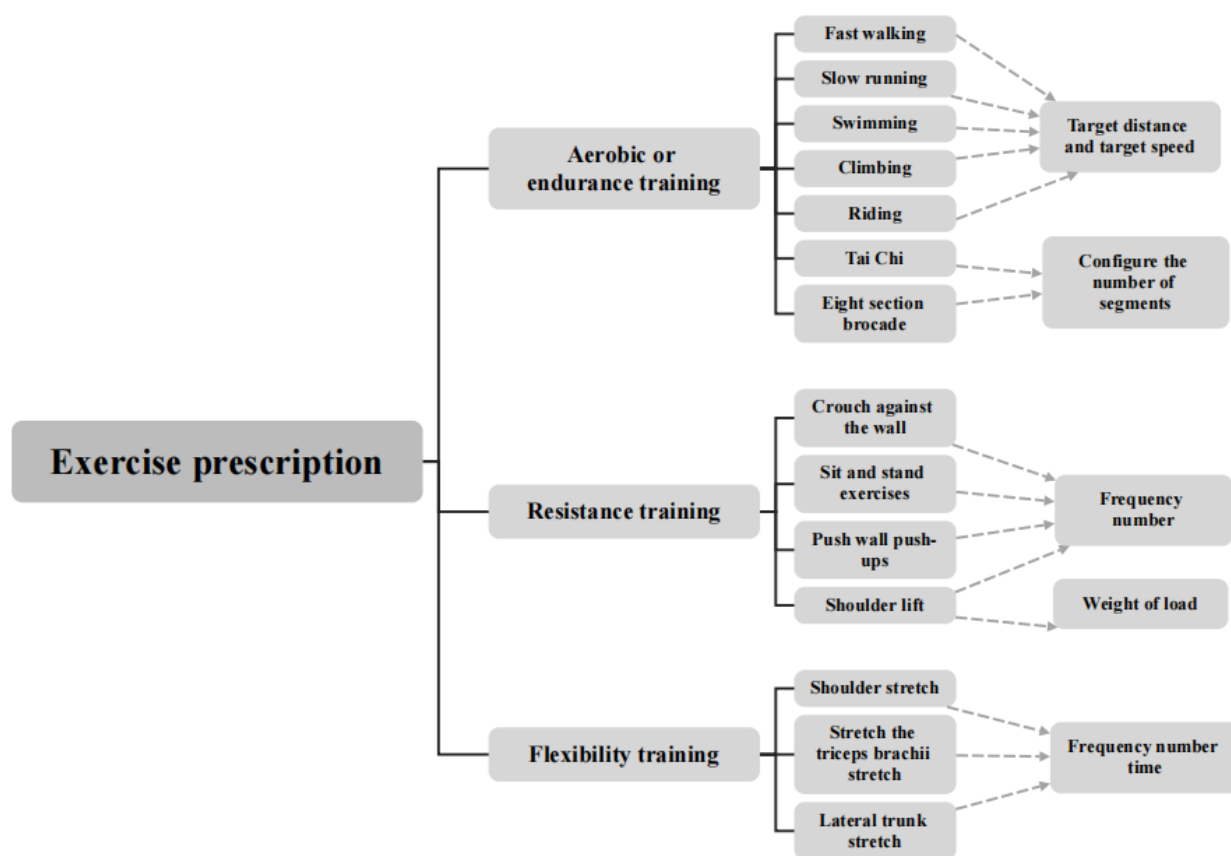 Fast walking
Slow running
Swimming
Climbing
Riding
Tai Chi
Eight section
brocade
Aerobic or
endurance training
Target distance
and target speed
Configure the
number of
segments
Exercise prescription
Crouch against
the wall
Sit and stand
exercises
Push wall push-
ups
Shoulder lift
Resistance training
Frequency
number
Weight of load
Shoulder stretch
Stretch the
triceps brachii
stretch
Lateral trunk
stretch
Flexibility training
Frequency number
time